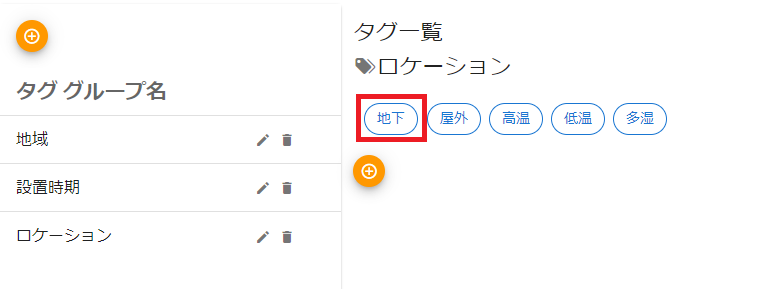 タグ グループ名
地域
設置時期
ロケーション
タグ一覧
ロケーション
地下 屋外 高温 低温 多湿